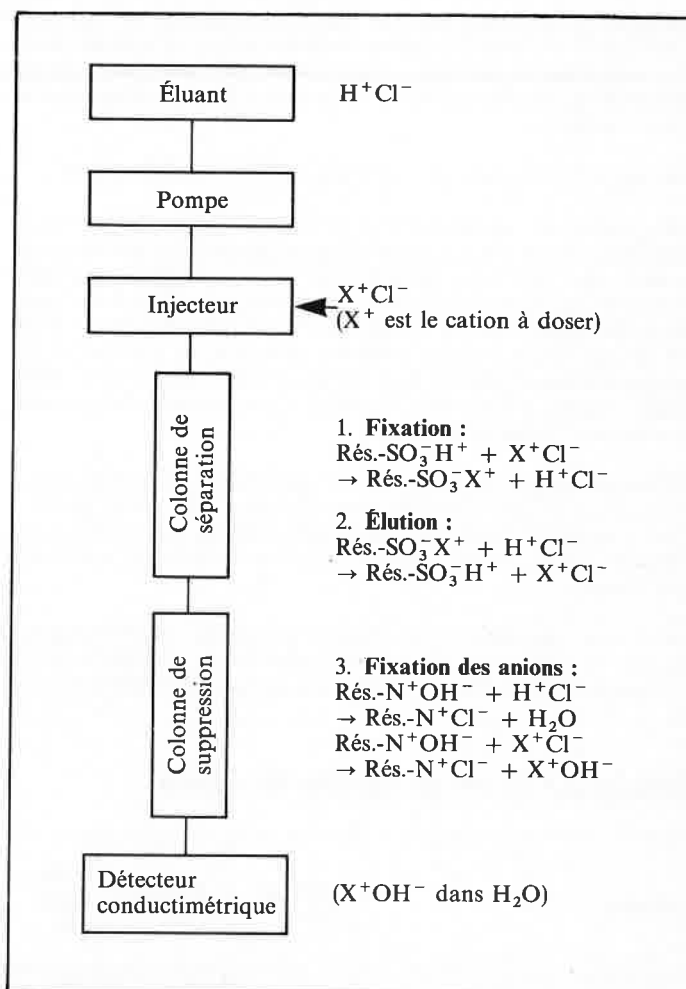 Éluant
H⁺Cl⁻
Pompe
Injecteur
X⁺Cl⁻
(X⁺ est le cation à doser)
Colonne de
séparation
1. Fixation :
Rés.-SO₃⁻H⁺ + X⁺Cl⁻
→ Rés.-SO₃⁻X⁺ + H⁺Cl⁻
2. Élution :
Rés.-SO₃⁻X⁺ + H⁺Cl⁻
→ Rés.-SO₃⁻H⁺ + X⁺Cl⁻
Colonne de
suppression
3. Fixation des anions :
Rés.-N⁺OH⁻ + H⁺Cl⁻
→ Rés.-N⁺Cl⁻ + H₂O
Rés.-N⁺OH⁻ + X⁺Cl⁻
→ Rés.-N⁺Cl⁻ + X⁺OH⁻
Détecteur
conductimétrique
(X⁺OH⁻ dans H₂O)